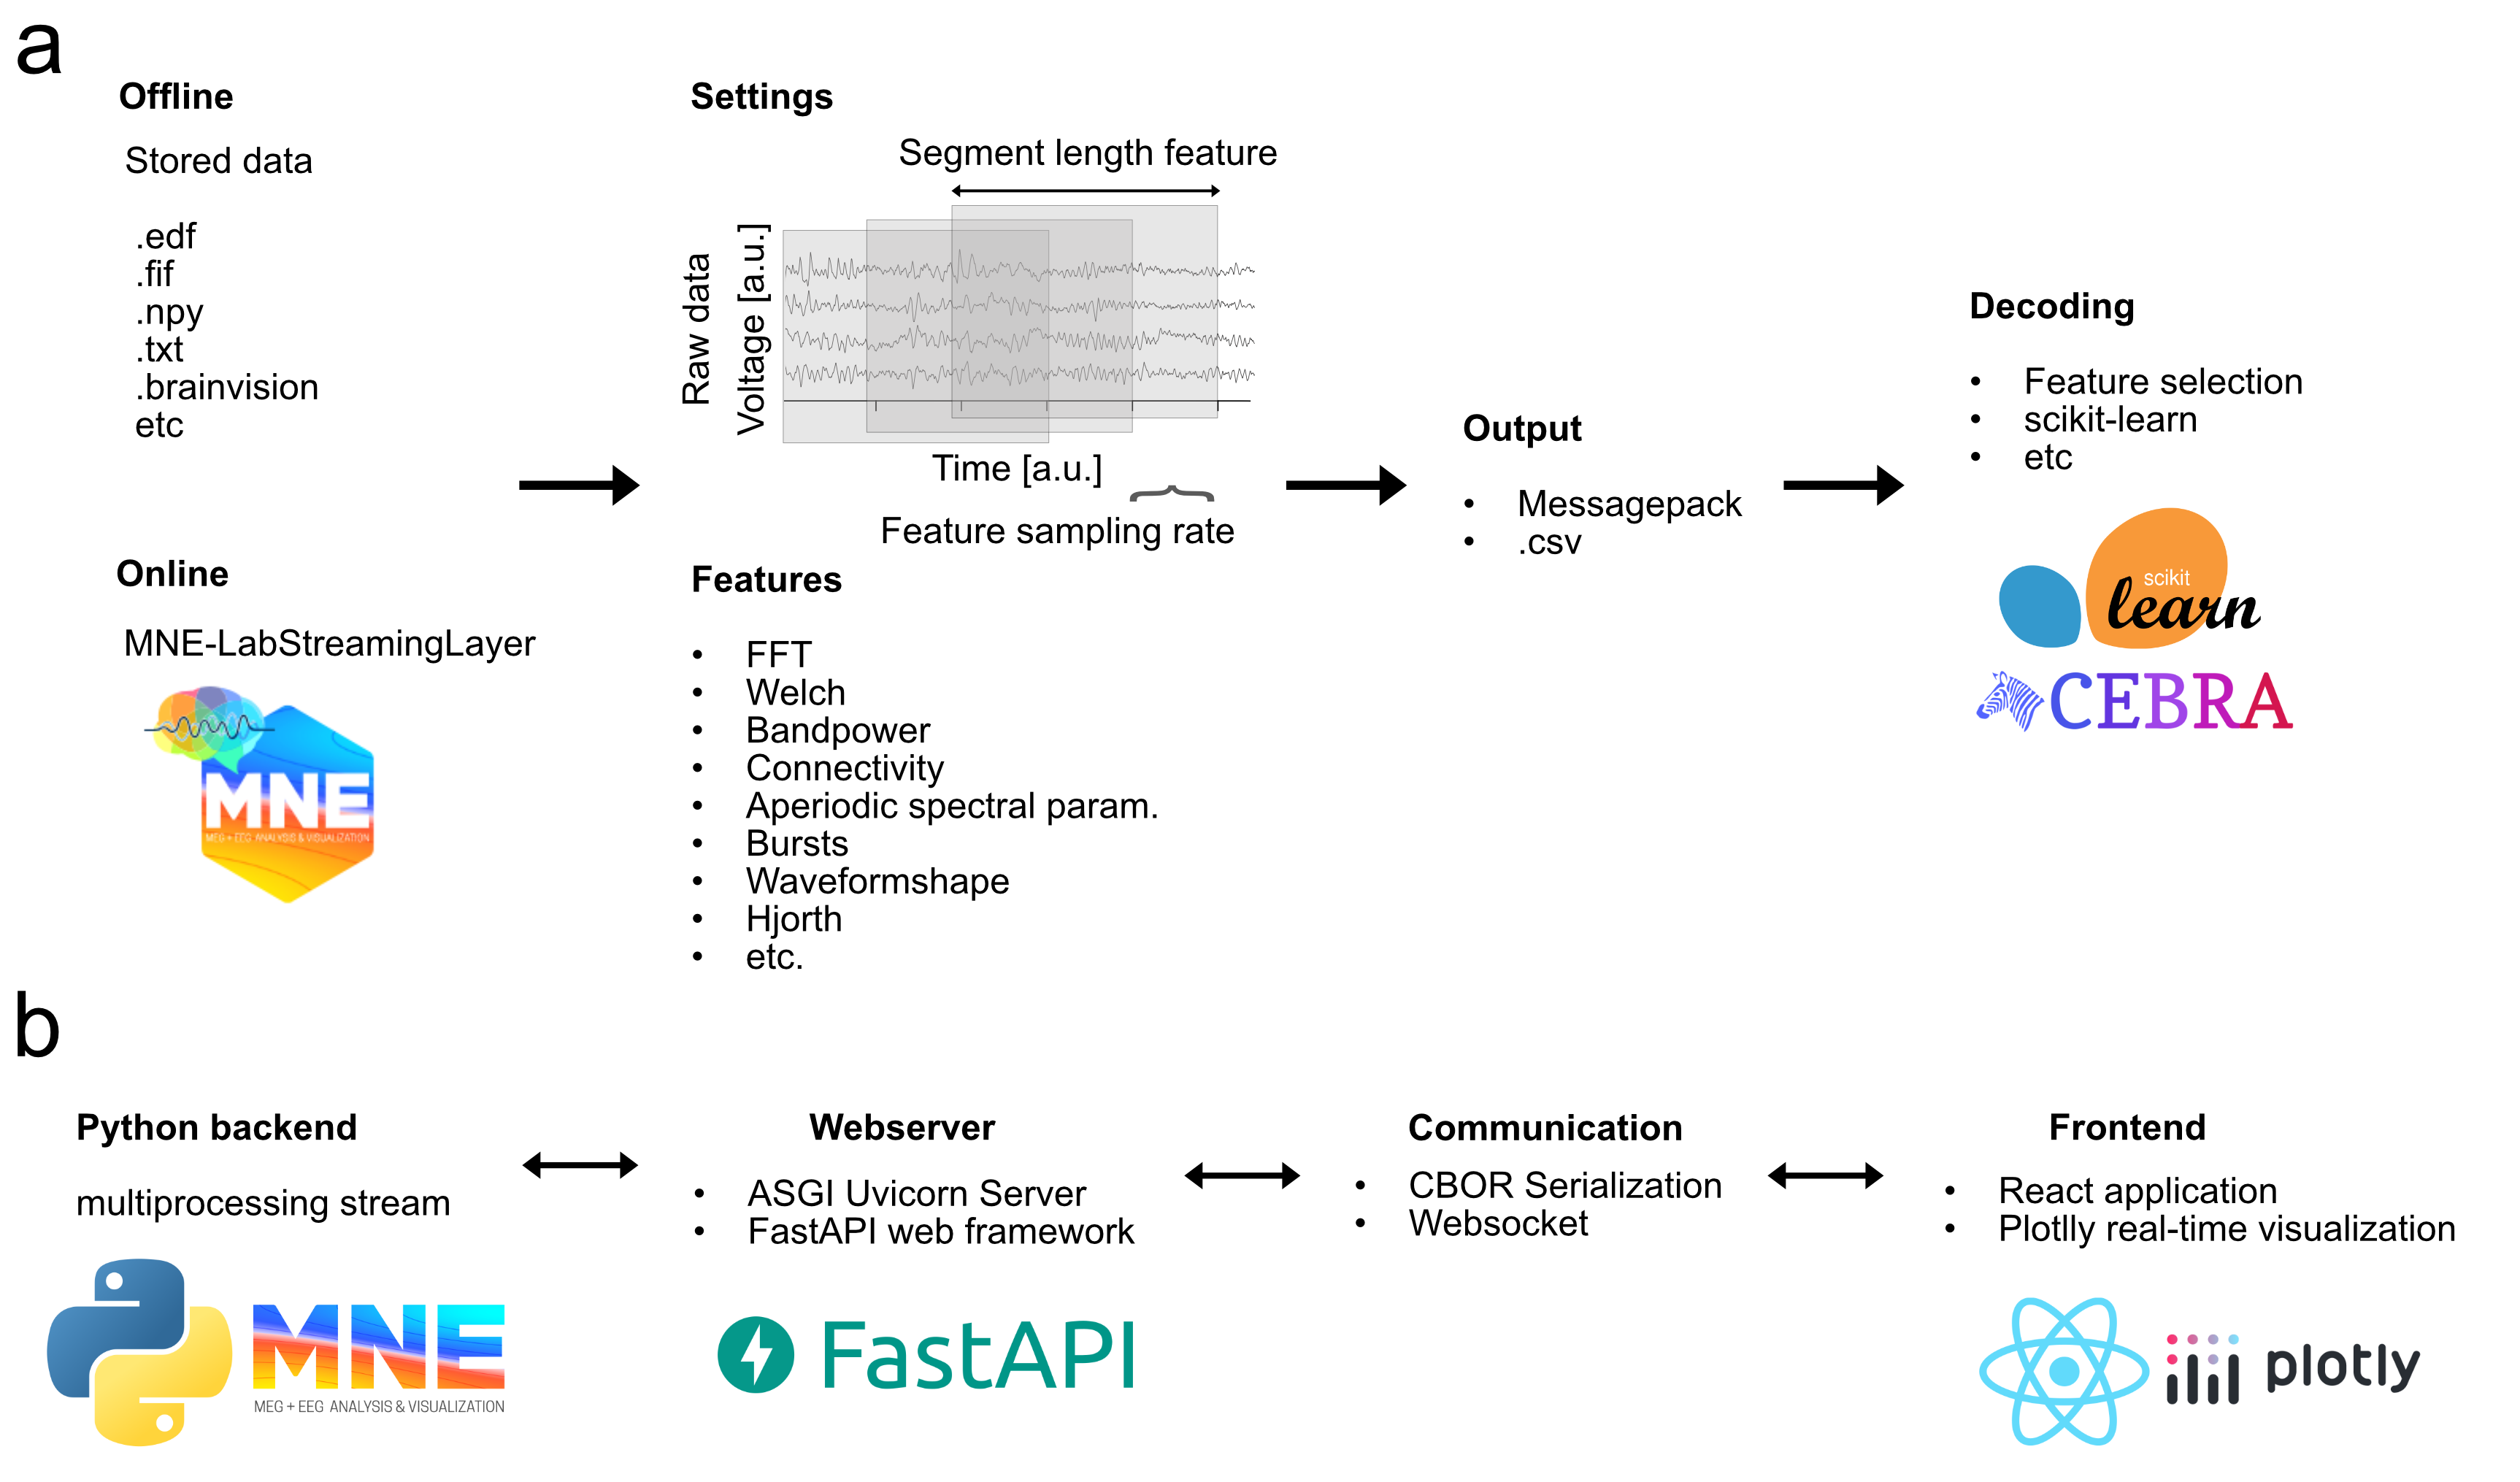 a
Offline
Stored data
.edf
.fif
.npy
.txt
.brainvision
etc
Online
MNE-LabStreamingLayer
MNE
MEG + EEG ANALYSIS & VISUALIZATION
Settings
Segment length feature
Raw data
Voltage [a.u.]
Time [a.u.]
Feature sampling rate
Features
• FFT
• Welch
• Bandpower
• Connectivity
• Aperiodic spectral param.
• Bursts
• Waveformshape
• Hjorth
• etc.
Output
• Messagepack
• .csv
Decoding
• Feature selection
• scikit-learn
• etc
scikit
learn
CEBRA
b
Python backend
multiprocessing stream
MNE
MEG + EEG ANALYSIS & VISUALIZATION
Webserver
• ASGI Uvicorn Server
• FastAPI web framework
FastAPI
Communication
• CBOR Serialization
• Websocket
Frontend
• React application
• Plotlly real-time visualization
plotly